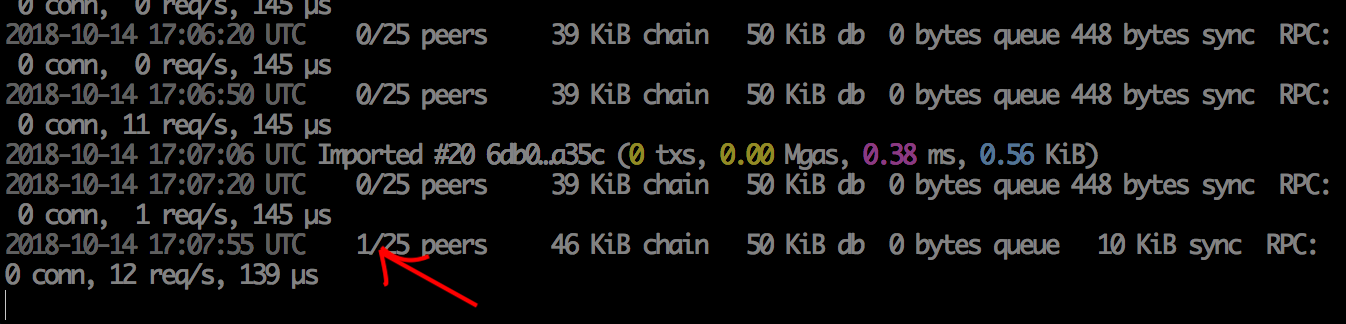 0 conn,  0 req/s, 145 µs
2018-10-14 17:06:20 UTC    0/25 peers     39 KiB chain   50 KiB db  0 bytes queue 448 bytes sync  RPC:
0 conn,  0 req/s, 145 µs
2018-10-14 17:06:50 UTC    0/25 peers     39 KiB chain   50 KiB db  0 bytes queue 448 bytes sync  RPC:
0 conn, 11 req/s, 145 µs
2018-10-14 17:07:06 UTC Imported #20 6db0…a35c (0 txs, 0.00 Mgas, 0.38 ms, 0.56 KiB)
2018-10-14 17:07:20 UTC    0/25 peers     39 KiB chain   50 KiB db  0 bytes queue 448 bytes sync  RPC:
0 conn,  1 req/s, 145 µs
2018-10-14 17:07:55 UTC    1/25 peers     46 KiB chain   50 KiB db  0 bytes queue   10 KiB sync  RPC:
0 conn, 12 req/s, 139 µs